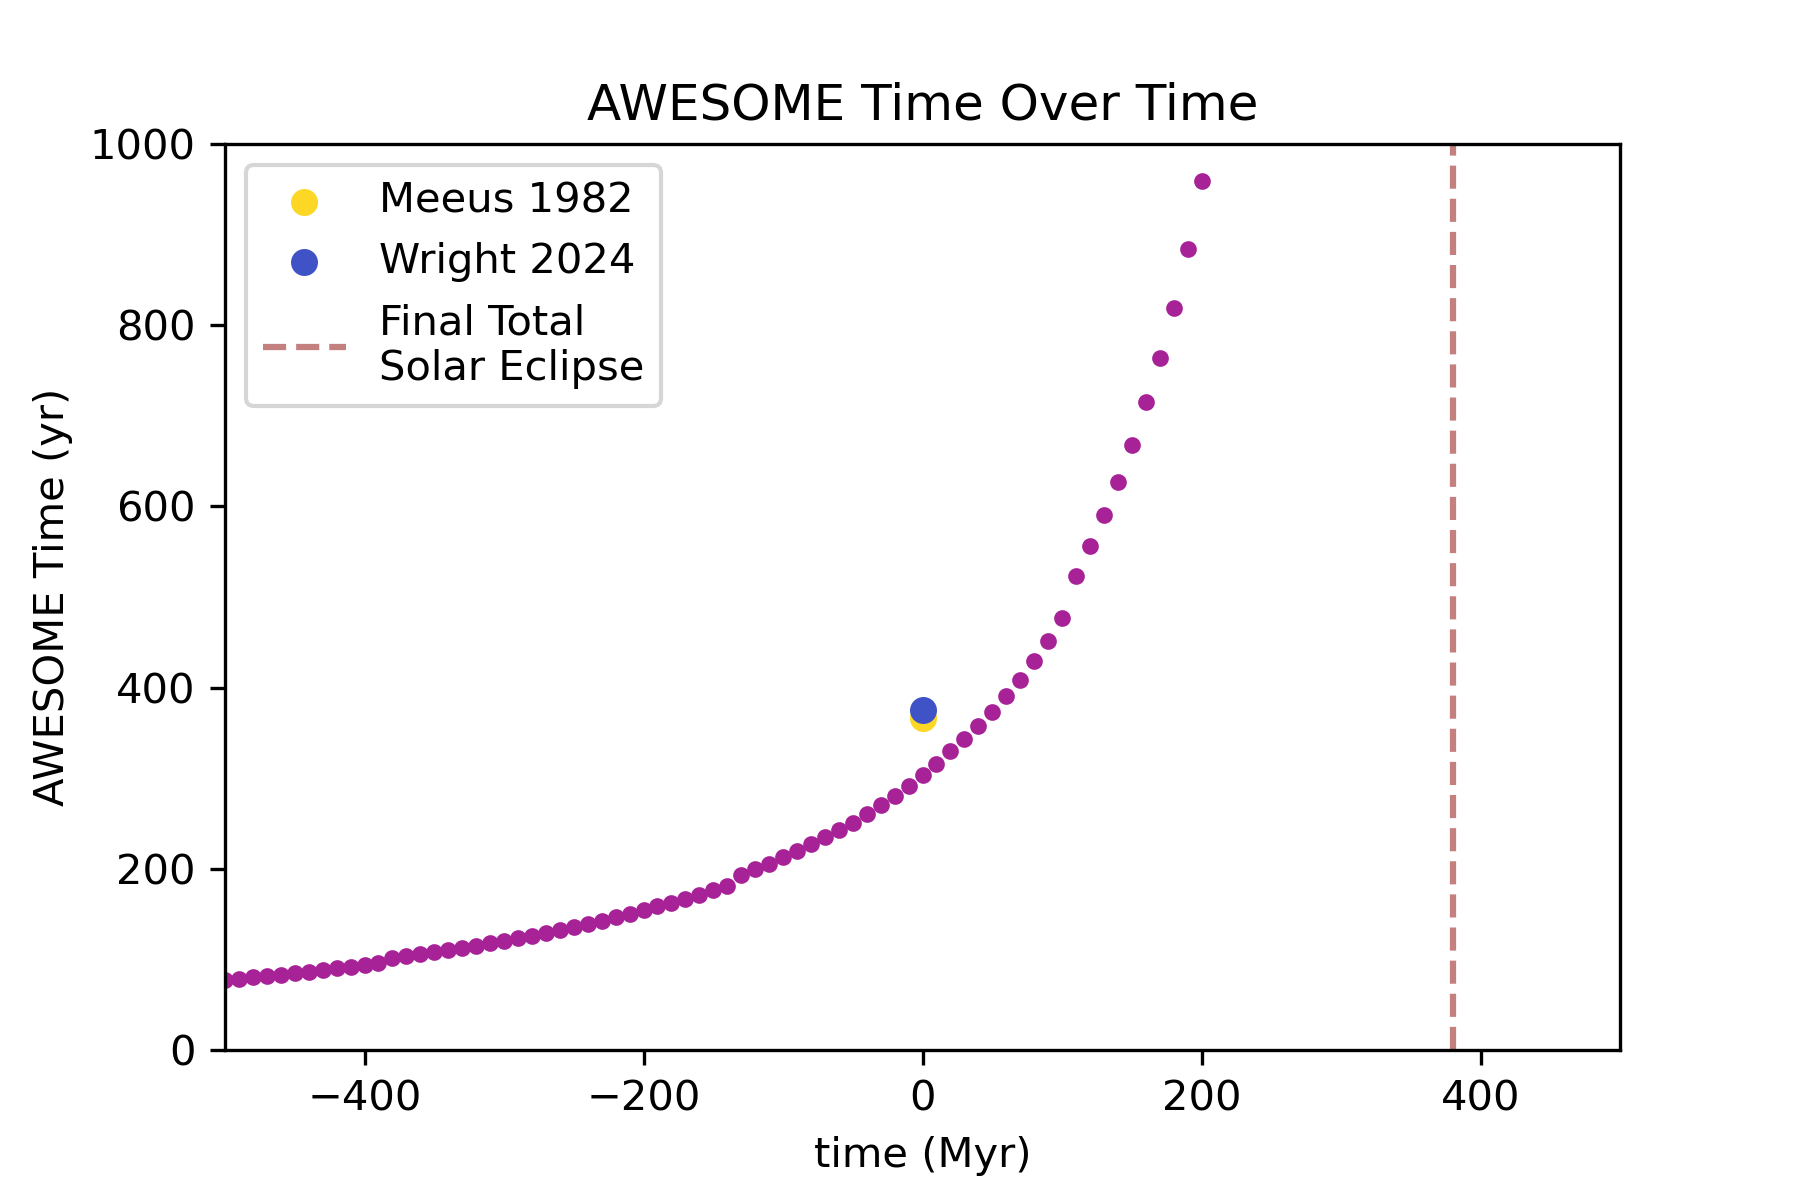 AWESOME Time Over Time
1000
800
600
400
200
0
AWESOME Time (yr)
Meeus 1982
Wright 2024
Final Total
Solar Eclipse
−400
−200
0
200
400
time (Myr)